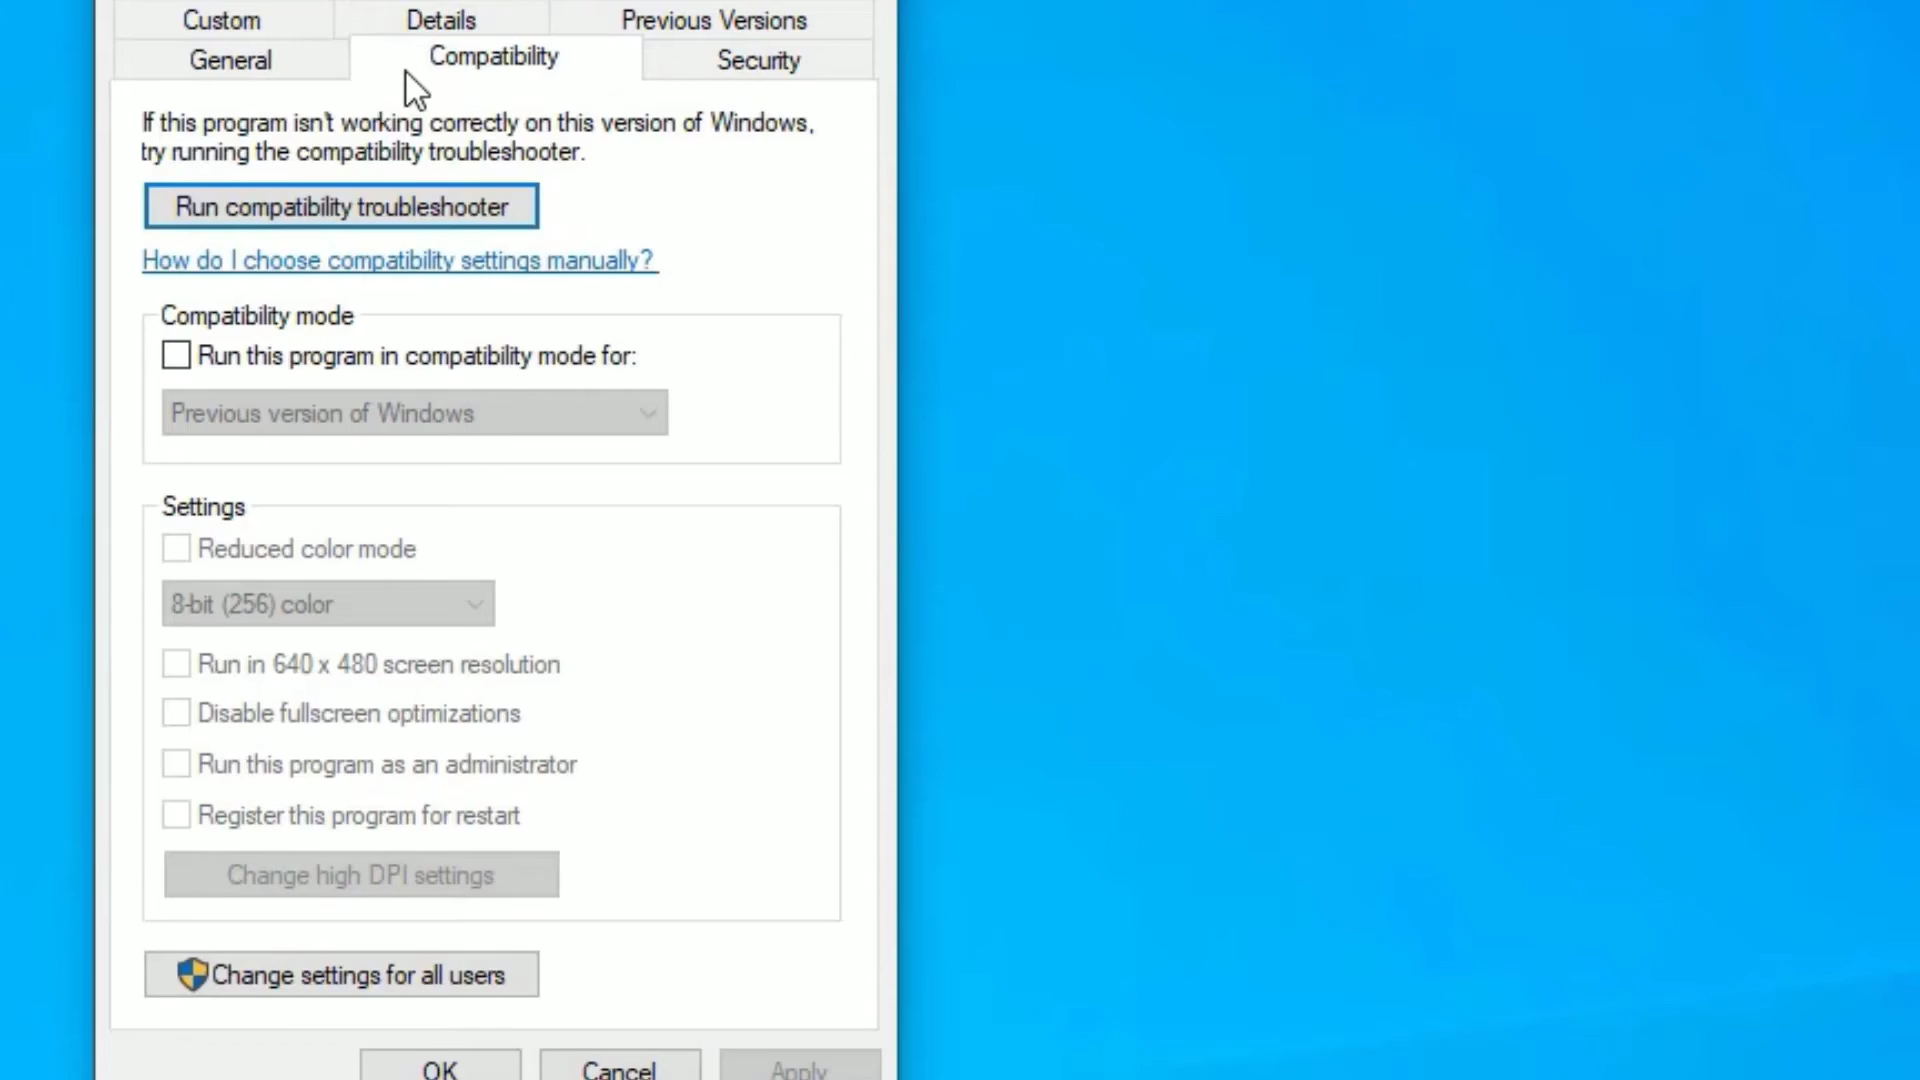 Custom
Details
Previous Versions
General
Compatibility
Security
If this program isn't working correctly on this version of Windows,
try running the compatibility troubleshooter.
Run compatibility troubleshooter
How do I choose compatibility settings manually?
Compatibility mode
Run this program in compatibility mode for:
Previous version of Windows
Settings
Reduced color mode
8-bit (256) color
Run in 640 x 480 screen resolution
Disable fullscreen optimizations
Run this program as an administrator
Register this program for restart
Change high DPI settings
Change settings for all users
OK
Cancel
Apply